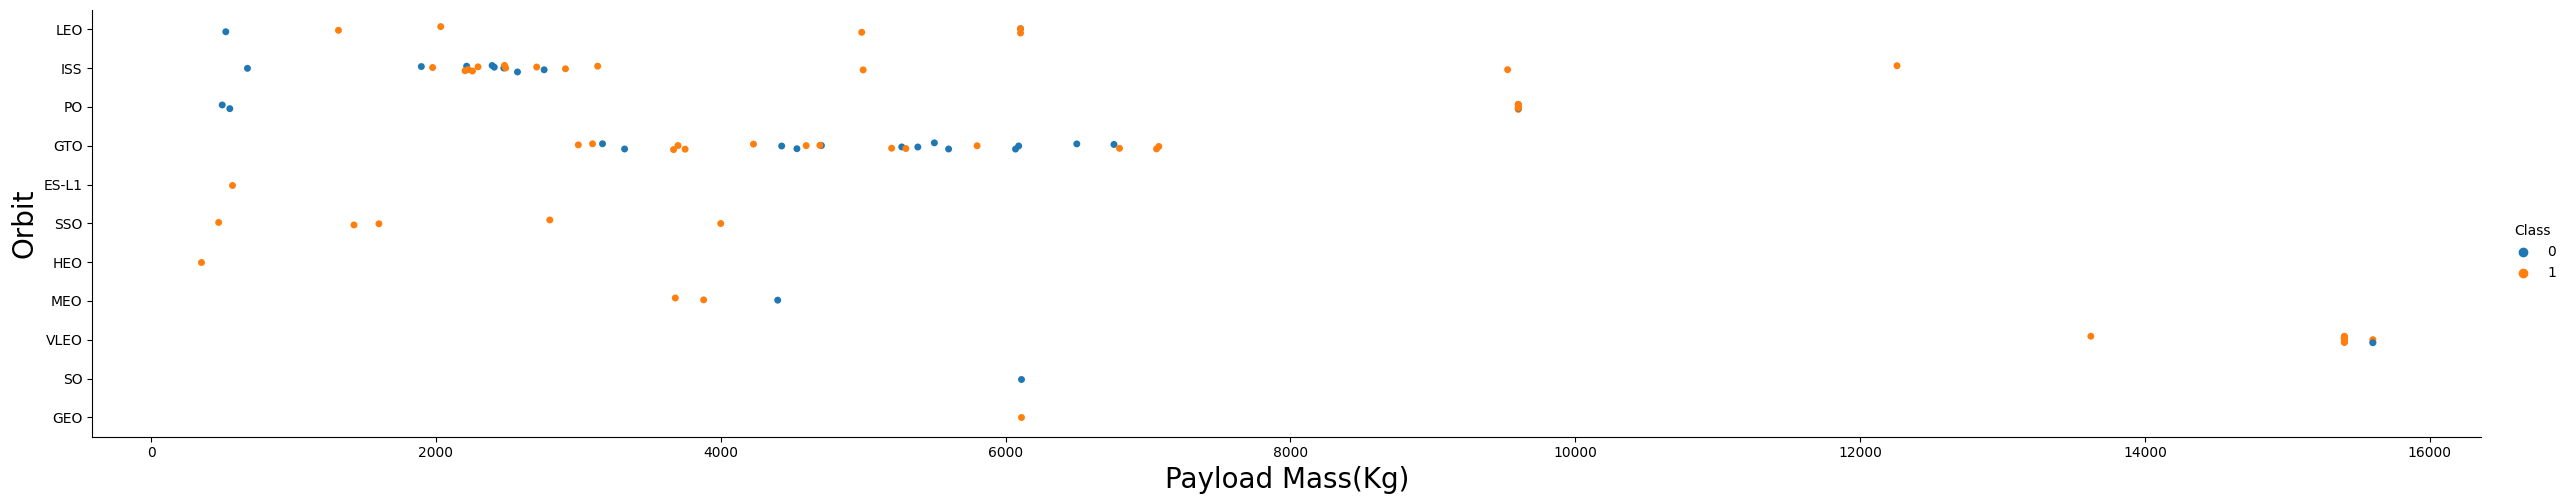 LEO
ISS
PO
GTO
ES-L1
SSO
HEO
MEO
VLEO
SO
GEO
Orbit
0 2000 4000 6000 8000 10000 12000 14000 16000
Payload Mass(Kg)
Class
0
1